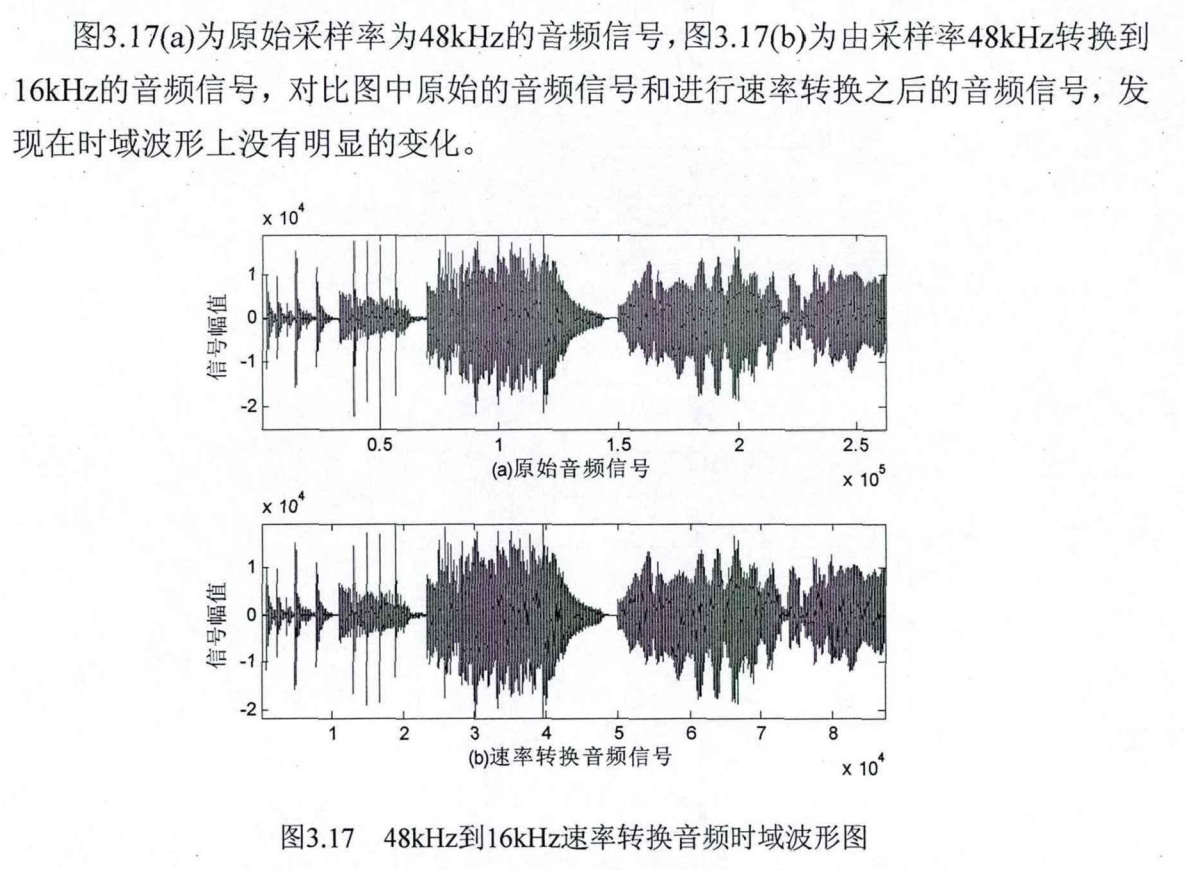 图3.17(a)为原始采样率为48kHz的音频信号，图3.17(b)为由采样率48kHz转换到
16kHz的音频信号，对比图中原始的音频信号和进行速率转换之后的音频信号，发
现在时域波形上没有明显的变化。
x 10^4
信号幅值
1
0
-1
-2
0.5 1 1.5 2 2.5
(a)原始音频信号
x 10^5
x 10^4
信号幅值
1
0
-1
-2
1 2 3 4 5 6 7 8
(b)速率转换音频信号
x 10^4
图3.17 48kHz到16kHz速率转换音频时域波形图